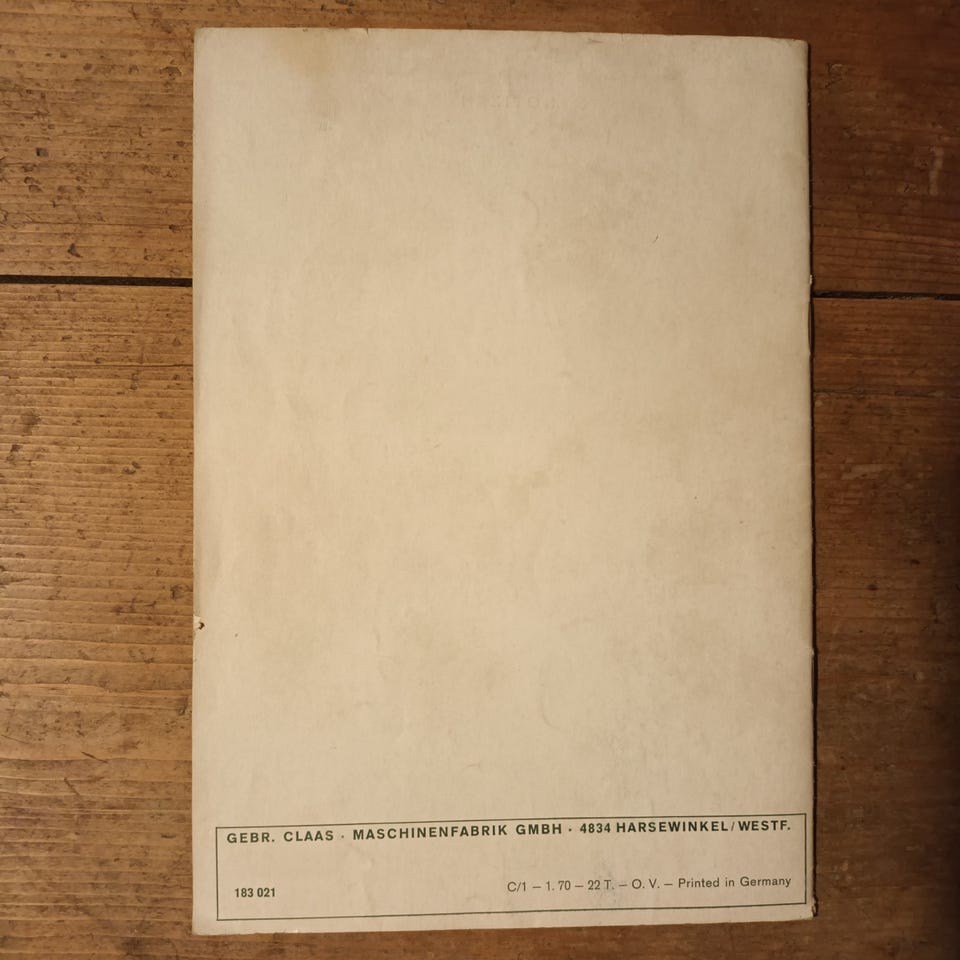 GEBR. CLAAS · MASCHINENFABRIK GMBH · 4834 HARSEWINKEL/WESTF.
183 021
C/1 – 1. 70 – 22 T. – O. V. – Printed in Germany